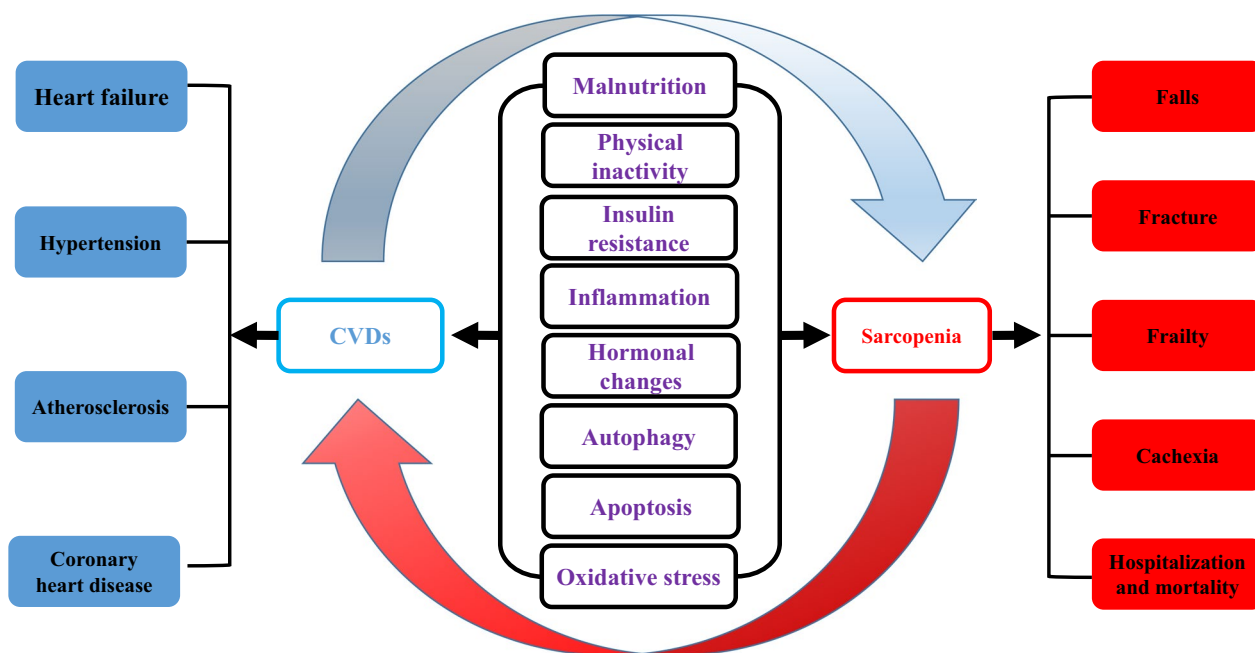 Heart failure
Hypertension
Atherosclerosis
Coronary
heart disease
CVDs
Malnutrition
Physical
inactivity
Insulin
resistance
Inflammation
Hormonal
changes
Autophagy
Apoptosis
Oxidative stress
Sarcopenia
Falls
Fracture
Frailty
Cachexia
Hospitalization
and mortality